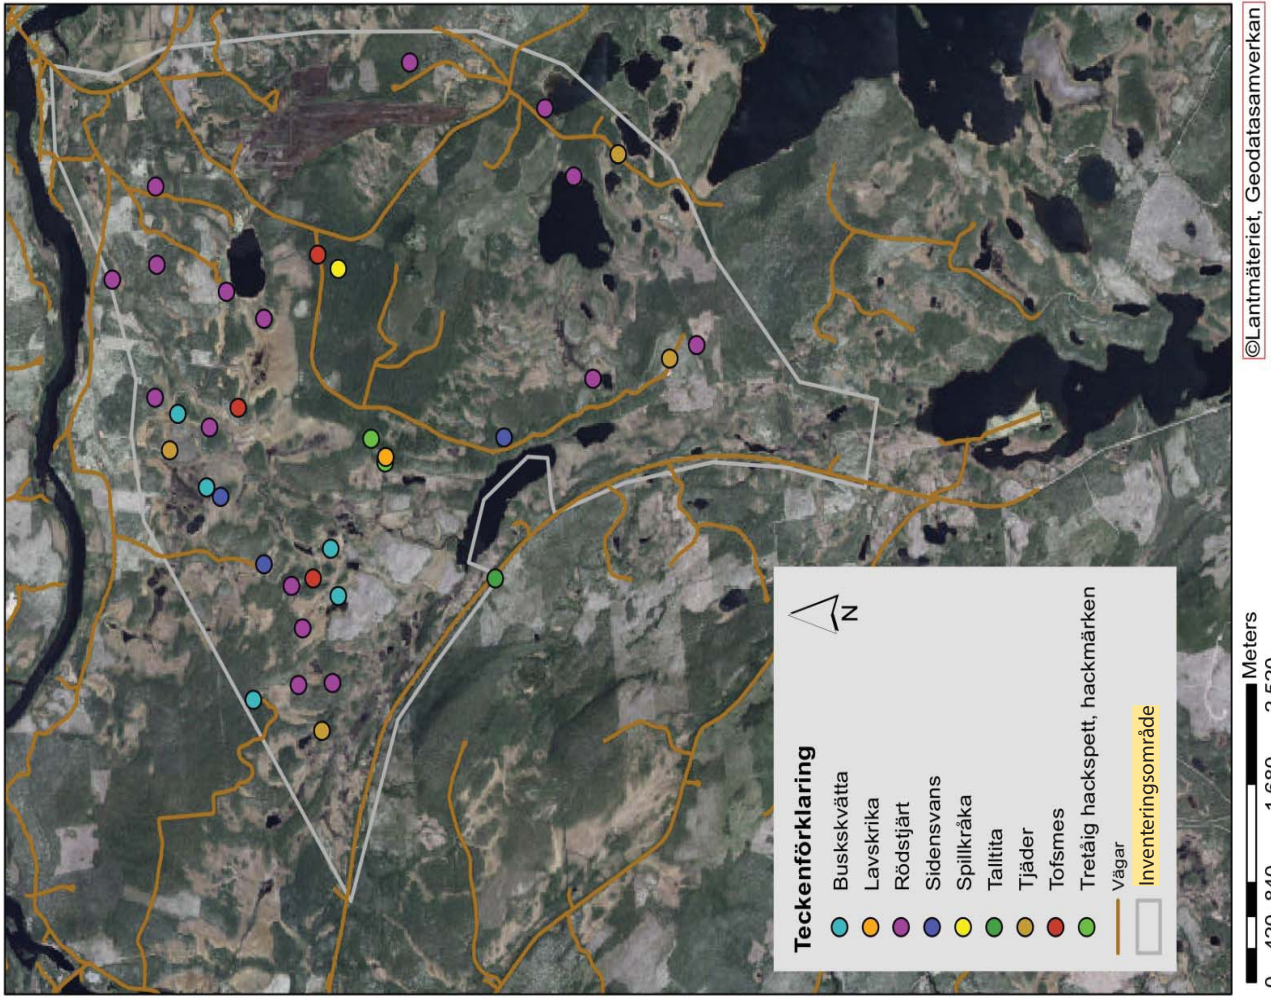 Teckenförklaring
Buskskvätta
Lavskrika
Rödstjärt
Sidensvans
Spillkråka
Talltita
Tjäder
Tofsmes
Tretåig hackspett, hackmärken
Vägar
Inventeringsområde
N
0 420 840 1 680 2 520 Meters
©Lantmäteriet, Geodatasamverkan